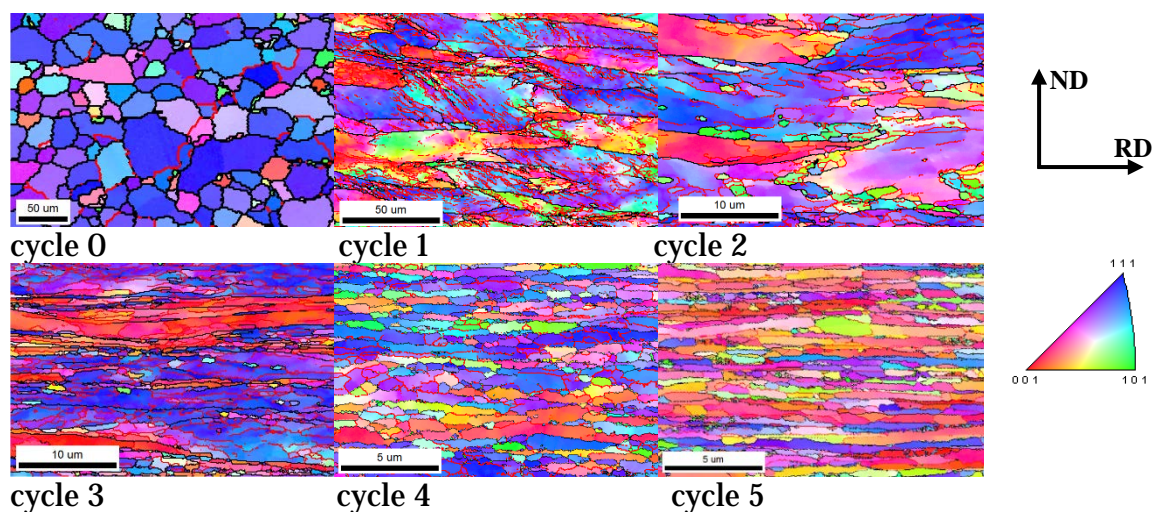 ND
RD
50 um
50 um
10 um
cycle 0
cycle 1
cycle 2
1 1 1
0 0 1
1 0 1
10 um
5 um
5 um
cycle 3
cycle 4
cycle 5